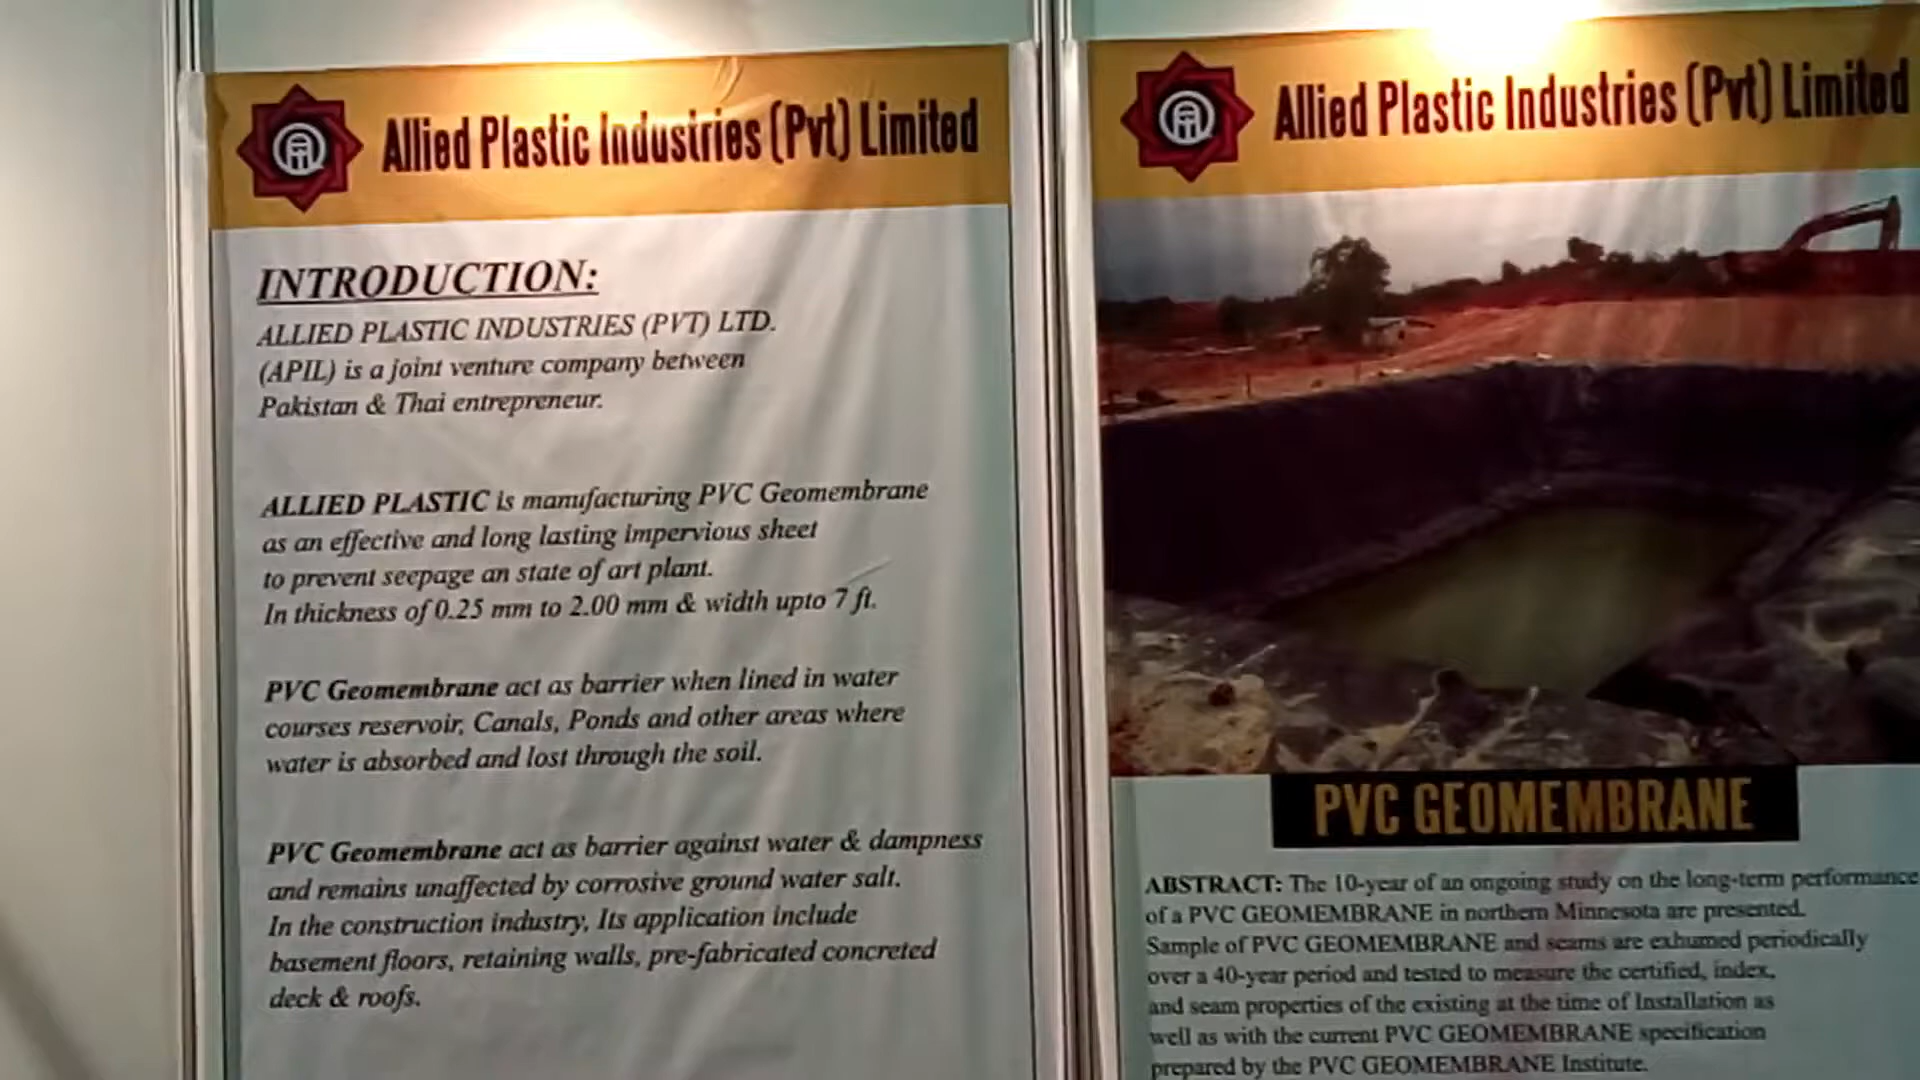 Allied Plastic Industries (Pvt) Limited
INTRODUCTION:
ALLIED PLASTIC INDUSTRIES (PVT) LTD.
(APIL) is a joint venture company between
Pakistan & Thai entrepreneur.
ALLIED PLASTIC is manufacturing PVC Geomembrane
as an effective and long lasting impervious sheet
to prevent seepage an state of art plant.
In thickness of 0.25 mm to 2.00 mm & width upto 7 ft.
PVC Geomembrane act as barrier when lined in water
courses reservoir, Canals, Ponds and other areas where
water is absorbed and lost through the soil.
PVC Geomembrane act as barrier against water & dampness
and remains unaffected by corrosive ground water salt.
In the construction industry, Its application include
basement floors, retaining walls, pre-fabricated concreted
deck & roofs.
Allied Plastic Industries (Pvt) Limited
PVC GEOMEMBRANE
ABSTRACT: The 10-year of an ongoing study on the long-term performance
of a PVC GEOMEMBRANE in northern Minnesota are presented.
Sample of PVC GEOMEMBRANE and seams are exhumed periodically
over a 40-year period and tested to measure the certified, index,
and seam properties of the existing at the time of Installation as
well as with the current PVC GEOMEMBRANE specification
prepared by the PVC GEOMEMBRANE Institute.